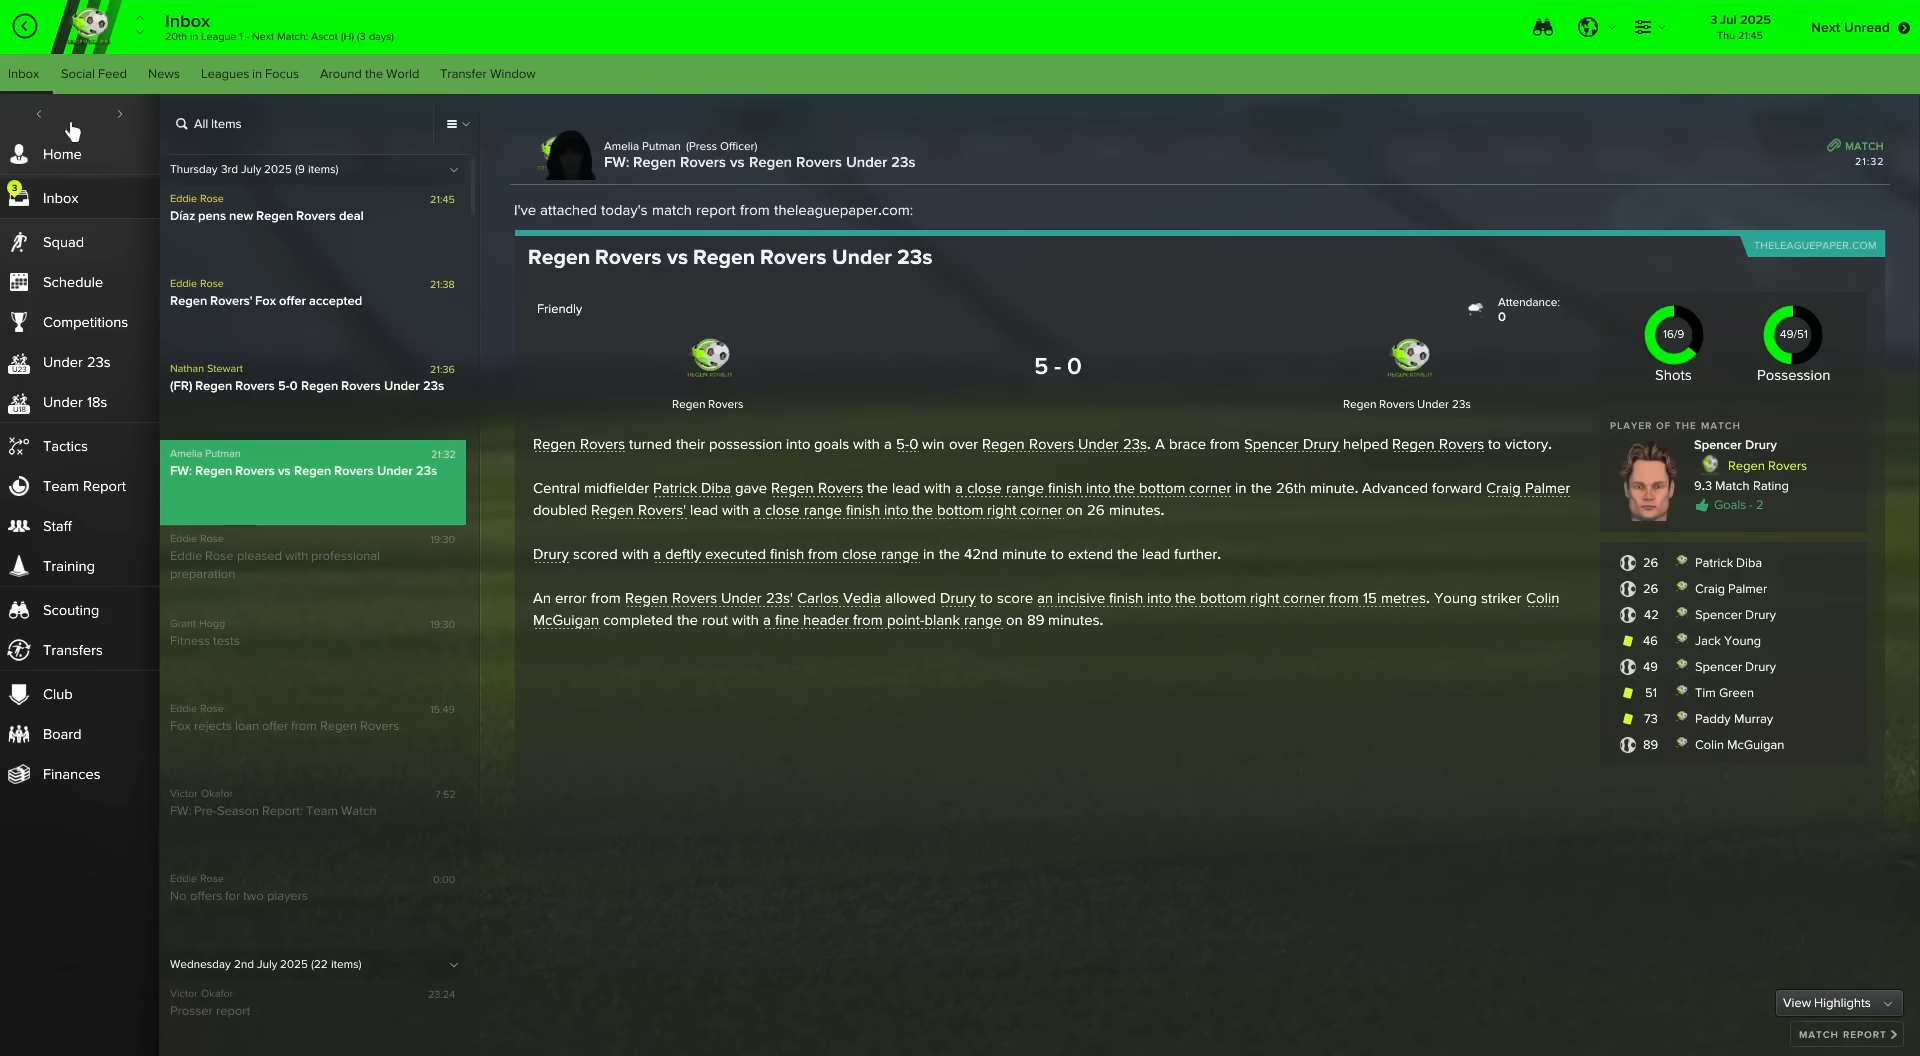 Inbox
20th in League 1 - Next Match: Ascot (H) (3 days)
3 Jul 2025
Thu 21:45
Next Unread
Inbox
Social Feed
News
Leagues in Focus
Around the World
Transfer Window
Home
3
Inbox
Squad
Schedule
Competitions
U23
Under 23s
U18
Under 18s
Tactics
Team Report
Staff
Training
Scouting
Transfers
Club
Board
Finances
All Items
Thursday 3rd July 2025 (9 items)
Eddie Rose 21:45
Díaz pens new Regen Rovers deal
Eddie Rose 21:38
Regen Rovers' Fox offer accepted
Nathan Stewart 21:36
(FR) Regen Rovers 5-0 Regen Rovers Under 23s
Amelia Putman 21:32
FW: Regen Rovers vs Regen Rovers Under 23s
Eddie Rose 19:30
Eddie Rose pleased with professional
preparation
Grant Hogg 19:30
Fitness tests
Eddie Rose 15:49
Fox rejects loan offer from Regen Rovers
Victor Okafor 7:52
FW: Pre-Season Report: Team Watch
Eddie Rose 0:00
No offers for two players
Wednesday 2nd July 2025 (22 items)
Victor Okafor 23:24
Prosser report
Amelia Putman (Press Officer)
FW: Regen Rovers vs Regen Rovers Under 23s
MATCH
21:32
I've attached today's match report from theleaguepaper.com:
THELEAGUEPAPER.COM
Regen Rovers vs Regen Rovers Under 23s
Friendly
Attendance:
0
5 - 0
Regen Rovers
Regen Rovers Under 23s
Regen Rovers turned their possession into goals with a 5-0 win over Regen Rovers Under 23s. A brace from Spencer Drury helped Regen Rovers to victory.
Central midfielder Patrick Diba gave Regen Rovers the lead with a close range finish into the bottom corner in the 26th minute. Advanced forward Craig Palmer
doubled Regen Rovers' lead with a close range finish into the bottom right corner on 26 minutes.
Drury scored with a deftly executed finish from close range in the 42nd minute to extend the lead further.
An error from Regen Rovers Under 23s' Carlos Vedia allowed Drury to score an incisive finish into the bottom right corner from 15 metres. Young striker Colin
McGuigan completed the rout with a fine header from point-blank range on 89 minutes.
16/9
Shots
49/51
Possession
PLAYER OF THE MATCH
Spencer Drury
Regen Rovers
9.3 Match Rating
Goals - 2
26 Patrick Diba
26 Craig Palmer
42 Spencer Drury
46 Jack Young
49 Spencer Drury
51 Tim Green
73 Paddy Murray
89 Colin McGuigan
View Highlights
MATCH REPORT